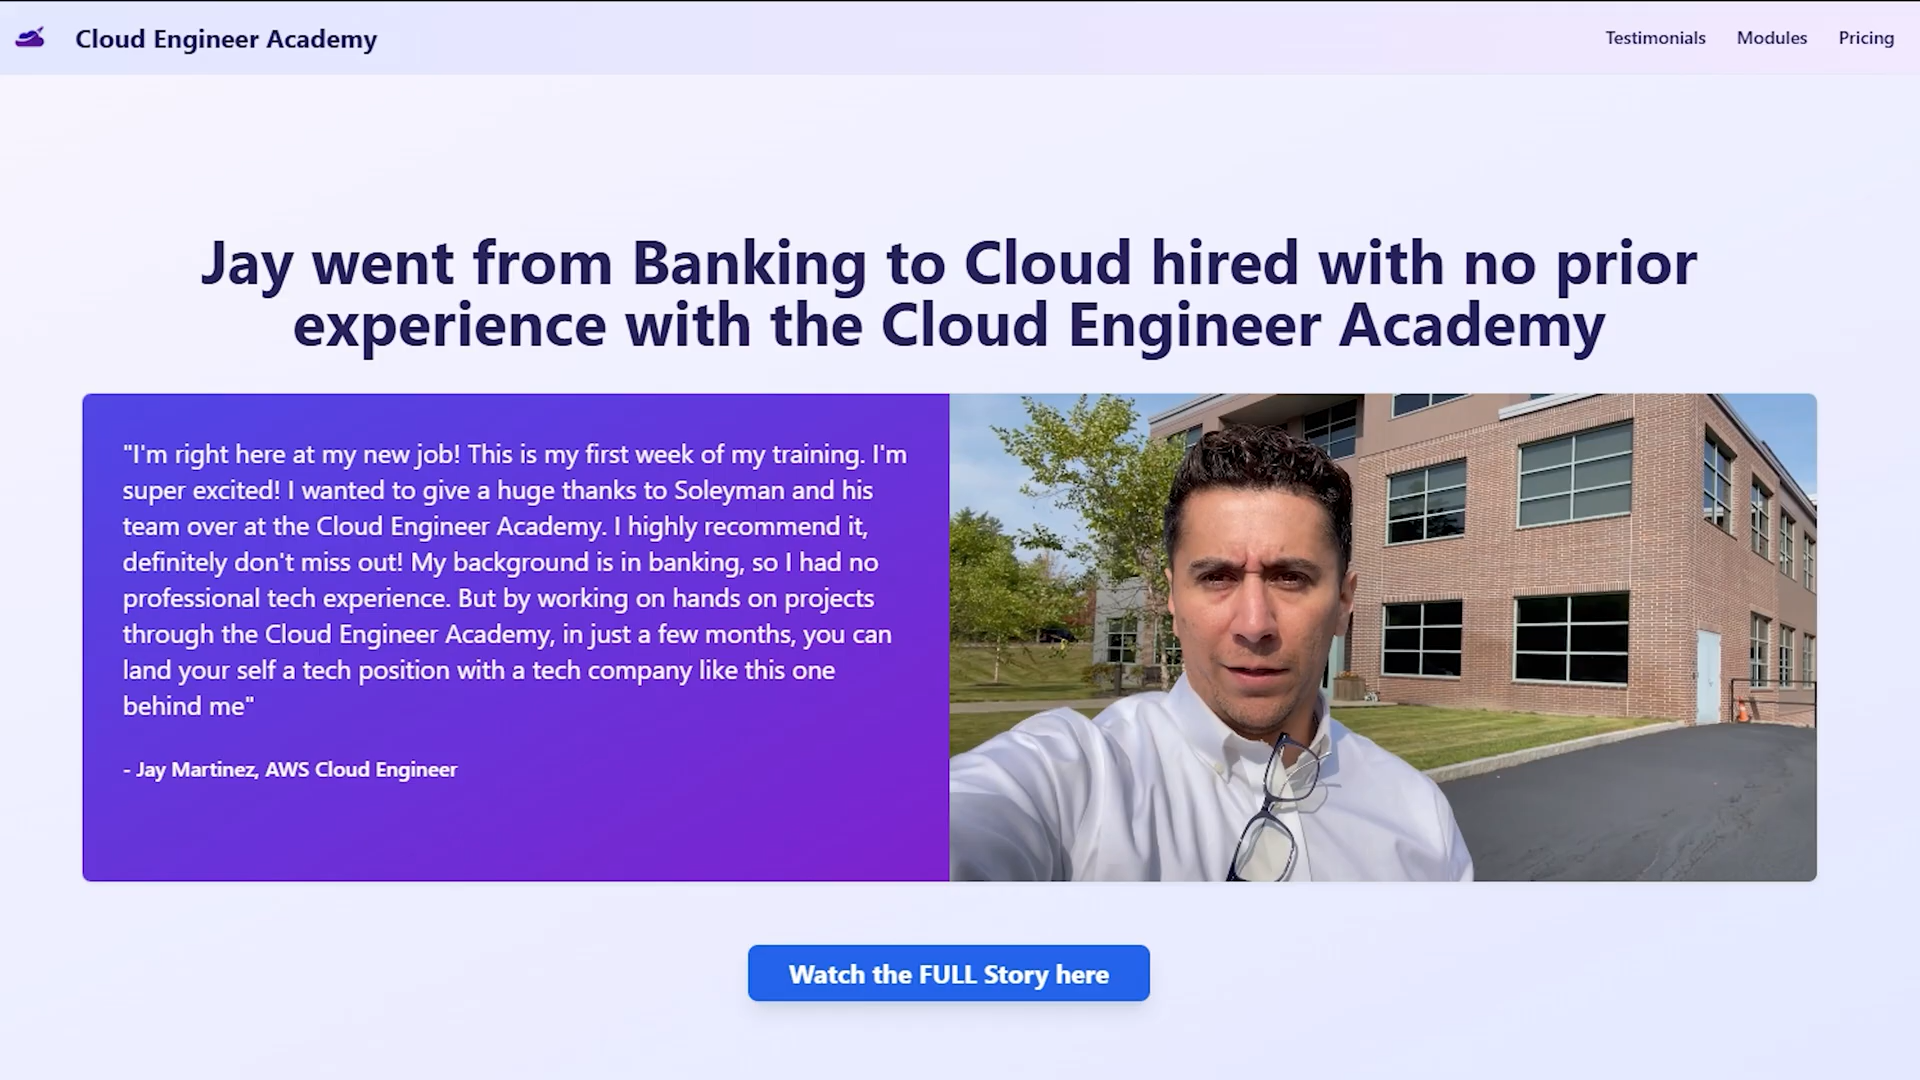 Cloud Engineer Academy
Testimonials
Modules
Pricing
Jay went from Banking to Cloud hired with no prior
experience with the Cloud Engineer Academy
"I'm right here at my new job! This is my first week of my training. I'm
super excited! I wanted to give a huge thanks to Soleyman and his
team over at the Cloud Engineer Academy. I highly recommend it,
definitely don't miss out! My background is in banking, so I had no
professional tech experience. But by working on hands on projects
through the Cloud Engineer Academy, in just a few months, you can
land your self a tech position with a tech company like this one
behind me"
- Jay Martinez, AWS Cloud Engineer
Watch the FULL Story here